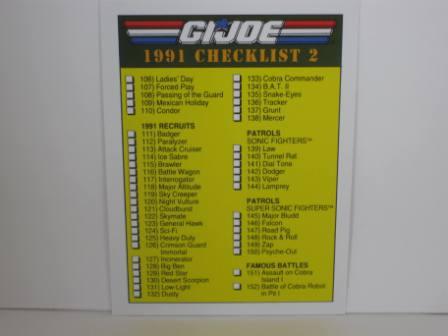 GI JOE
1991 CHECKLIST 2
106) Ladies' Day
107) Forced Play
108) Passing of the Guard
109) Mexican Holiday
110) Condor
1991 RECRUITS
111) Badger
112) Paralyzer
113) Attack Cruiser
114) Ice Sabre
115) Brawler
116) Battle Wagon
117) Interrogator
118) Major Altitude
119) Sky Creeper
120) Night Vulture
121) Cloudburst
122) Skymate
123) General Hawk
124) Sci-Fi
125) Heavy Duty
126) Crimson Guard
Immortal
127) Incinerator
128) Big Ben
129) Red Star
130) Desert Scorpion
131) Low-Light
132) Dusty
133) Cobra Commander
134) B.A.T. II
135) Snake-Eyes
136) Tracker
137) Grunt
138) Mercer
PATROLS
SONIC FIGHTERS™
139) Law
140) Tunnel Rat
141) Dial Tone
142) Dodger
143) Viper
144) Lamprey
PATROLS
SUPER SONIC FIGHTERS™
145) Major Bludd
146) Falcon
147) Road Pig
148) Rock & Roll
149) Zap
150) Psyche-Out
FAMOUS BATTLES
151) Assault on Cobra
Island I
152) Battle of Cobra Robot
in Pit I